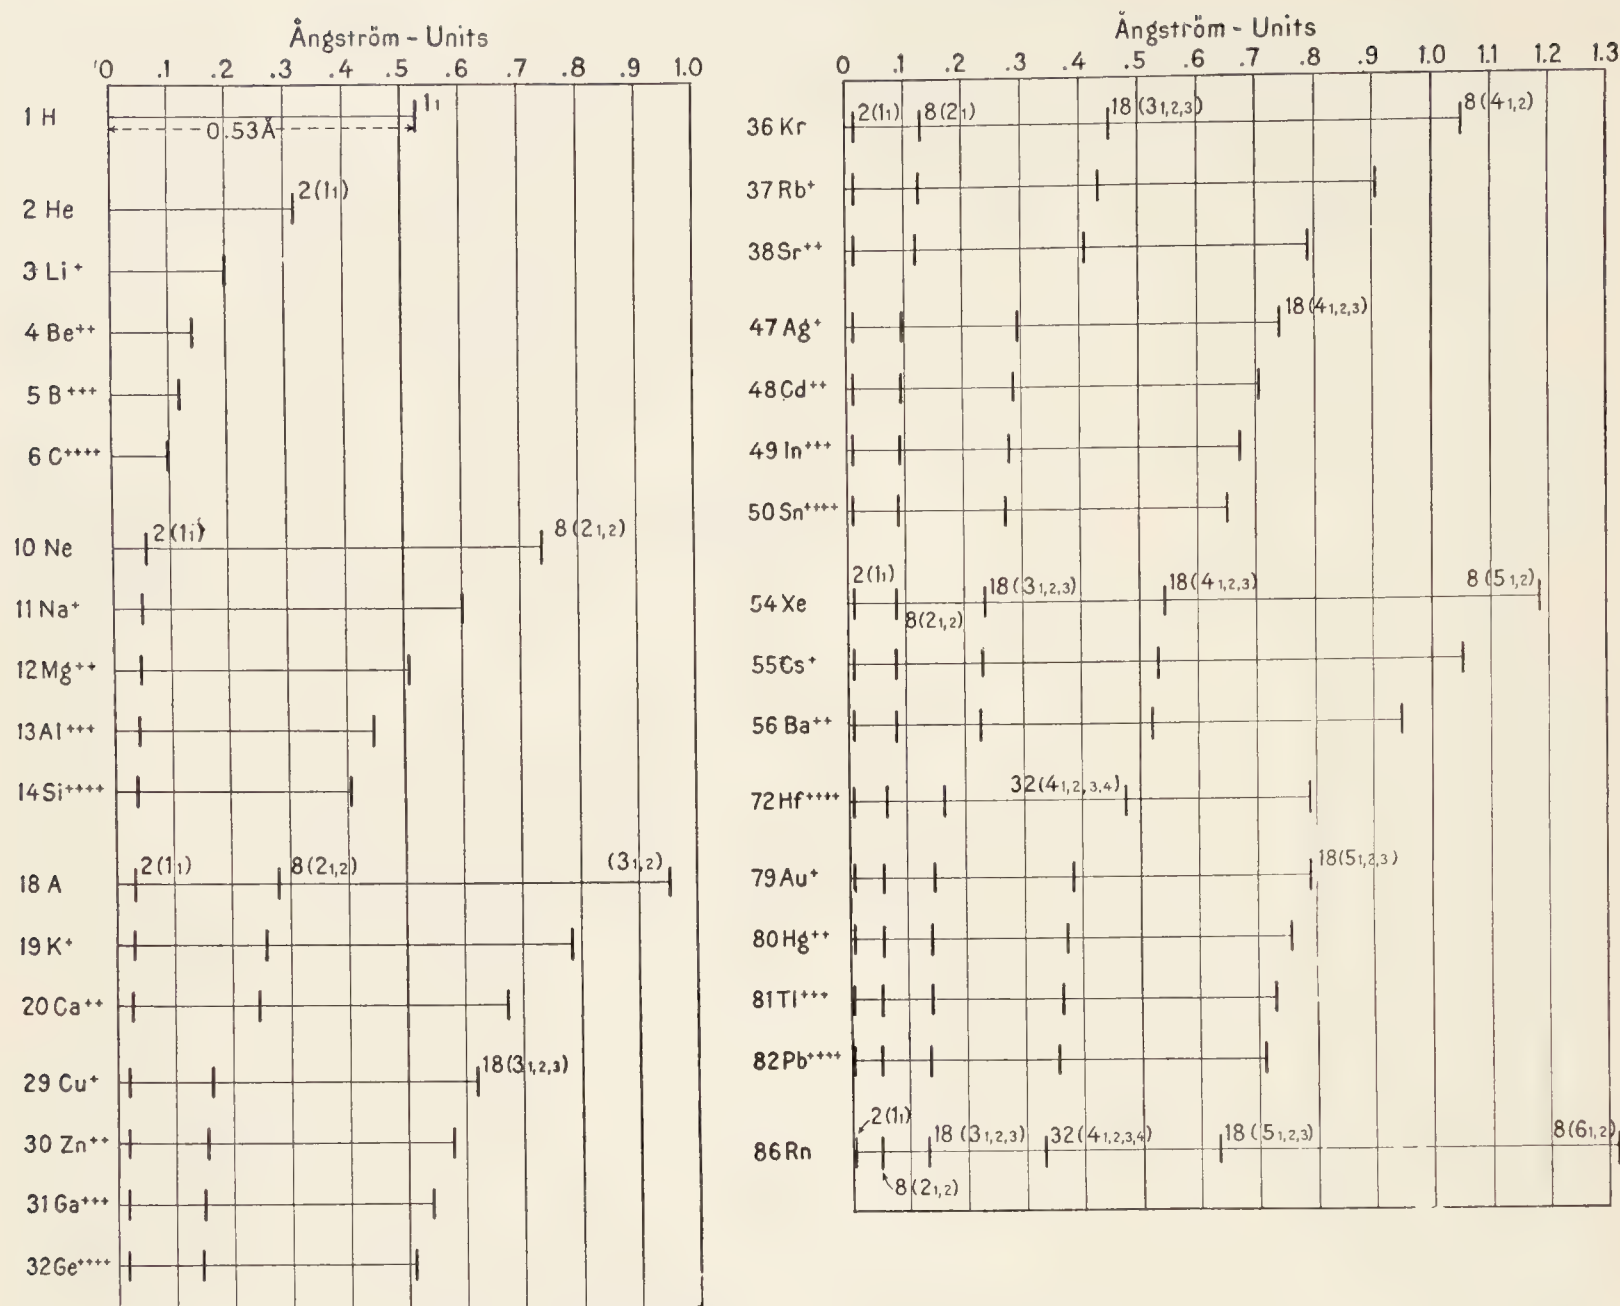 Ångström - Units
0 .1 .2 .3 .4 .5 .6 .7 .8 .9 1.0
1 H 1₁
0.53Å
2 He 2(1₁)
3 Li⁺
4 Be⁺⁺
5 B⁺⁺⁺
6 C⁺⁺⁺⁺
10 Ne 2(1₁) 8(2₁,₂)
11 Na⁺
12 Mg⁺⁺
13 Al⁺⁺⁺
14 Si⁺⁺⁺⁺
18 A 2(1₁) 8(2₁,₂) (3₁,₂)
19 K⁺
20 Ca⁺⁺
29 Cu⁺ 18(3₁,₂,₃)
30 Zn⁺⁺
31 Ga⁺⁺⁺
32 Ge⁺⁺⁺⁺
Ångström - Units
0 .1 .2 .3 .4 .5 .6 .7 .8 .9 1.0 1.1 1.2 1.3
36 Kr 2(1₁) 8(2₁) 18(3₁,₂,₃) 8(4₁,₂)
37 Rb⁺
38 Sr⁺⁺
47 Ag⁺ 18(4₁,₂,₃)
48 Cd⁺⁺
49 In⁺⁺⁺
50 Sn⁺⁺⁺⁺
54 Xe 2(1₁) 8(2₁,₂) 18(3₁,₂,₃) 18(4₁,₂,₃) 8(5₁,₂)
55 Cs⁺
56 Ba⁺⁺
72 Hf⁺⁺⁺⁺ 32(4₁,₂,₃,₄)
79 Au⁺ 18(5₁,₂,₃)
80 Hg⁺⁺
81 Tl⁺⁺⁺
82 Pb⁺⁺⁺⁺
86 Rn 2(1₁) 8(2₁,₂) 18(3₁,₂,₃) 32(4₁,₂,₃,₄) 18(5₁,₂,₃) 8(6₁,₂)